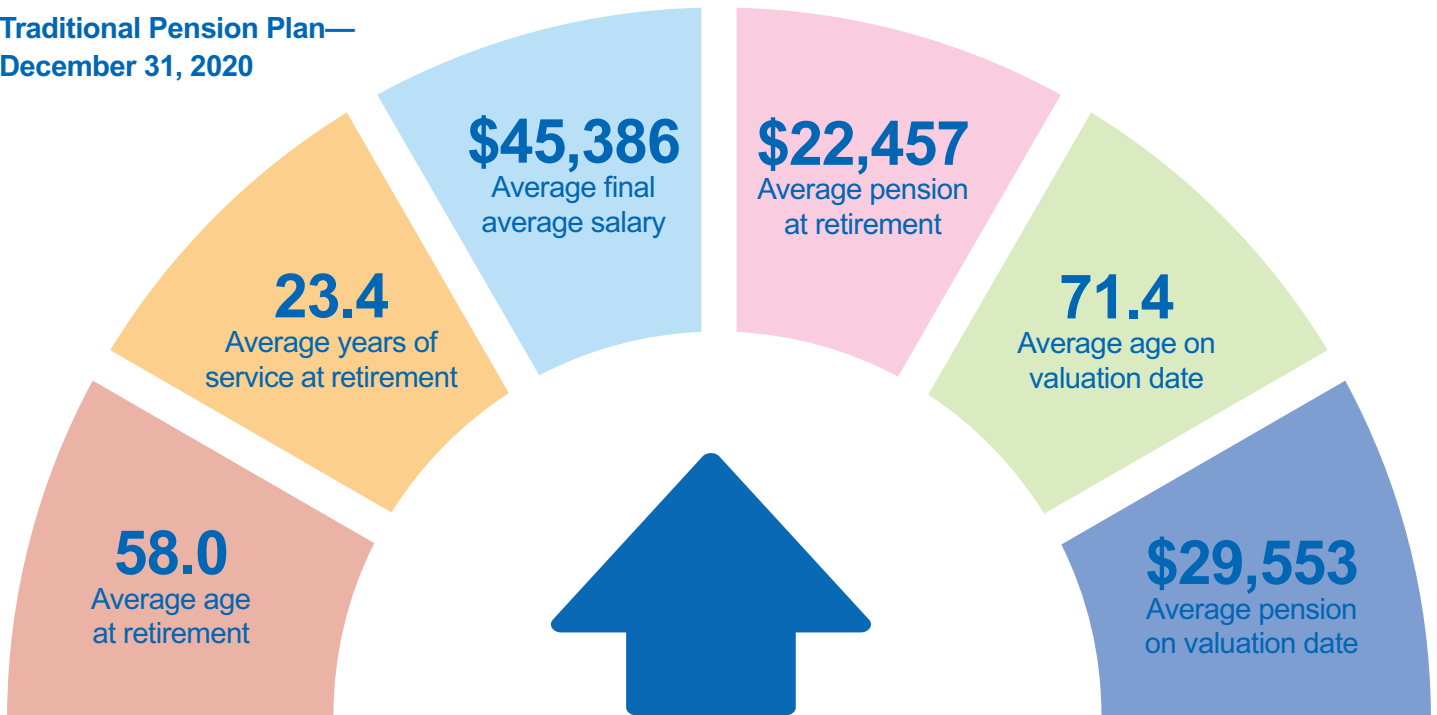 Traditional Pension Plan—
December 31, 2020
58.0
Average age
at retirement
23.4
Average years of
service at retirement
$45,386
Average final
average salary
$22,457
Average pension
at retirement
71.4
Average age on
valuation date
$29,553
Average pension
on valuation date